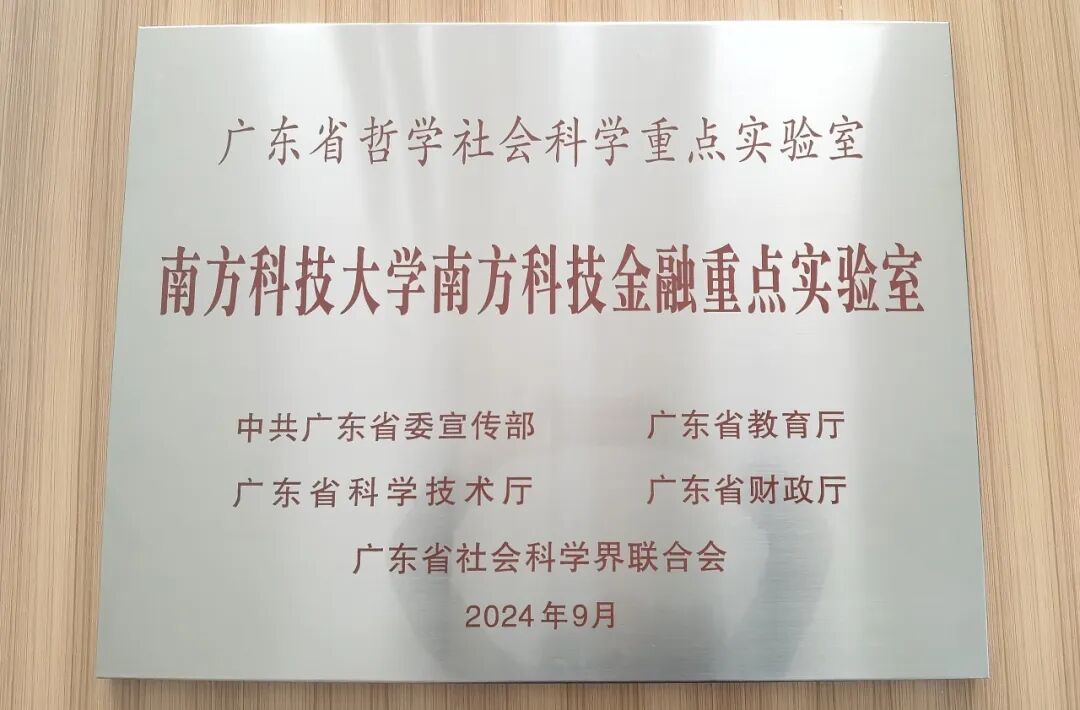 广东省哲学社会科学重点实验室
南方科技大学南方科技金融重点实验室
中共广东省委宣传部 广东省教育厅
广东省科学技术厅 广东省财政厅
广东省社会科学界联合会
2024年9月